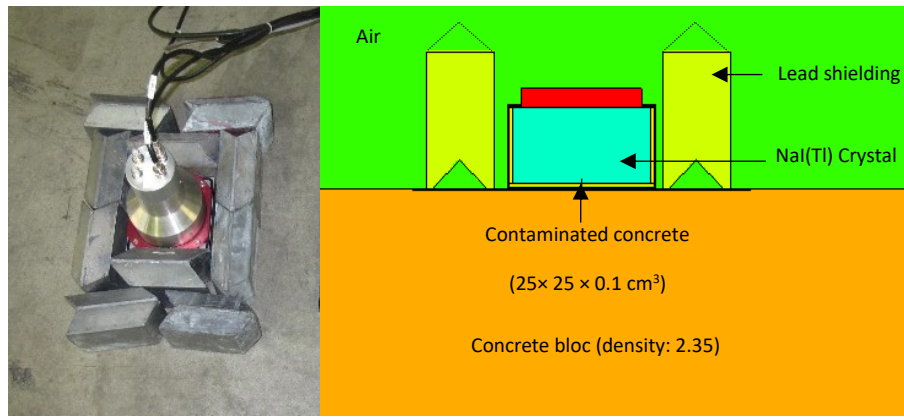 Air
Lead shielding
NaI(Tl) Crystal
Contaminated concrete
(25× 25 × 0.1 cm³)
Concrete bloc (density: 2.35)